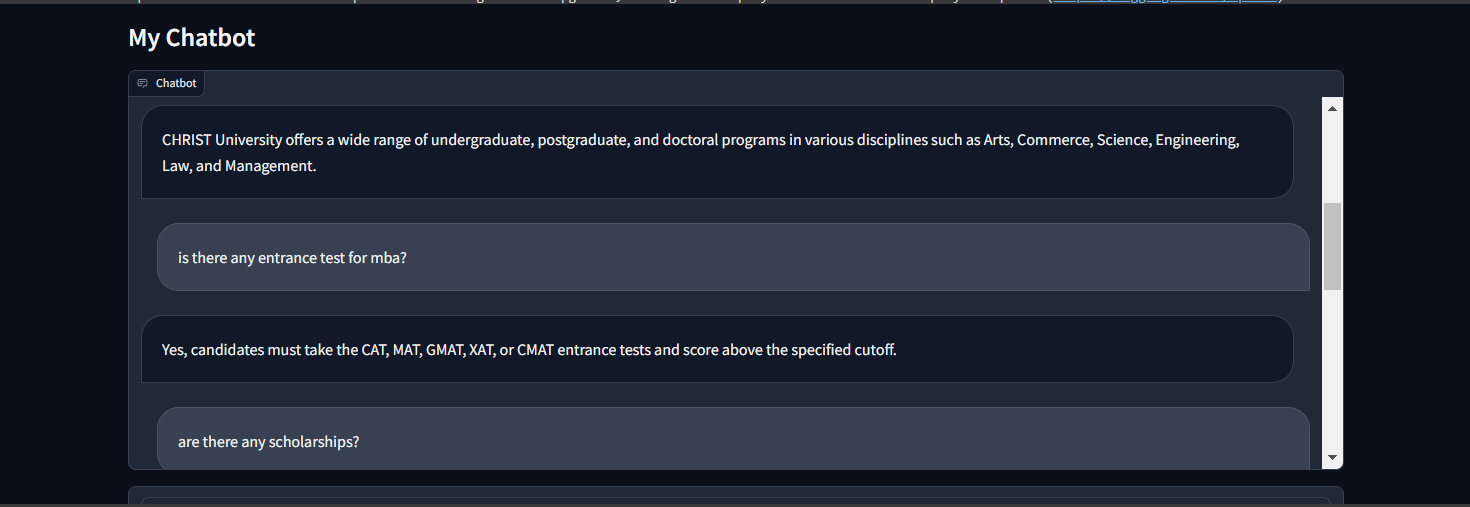 My Chatbot
Chatbot
CHRIST University offers a wide range of undergraduate, postgraduate, and doctoral programs in various disciplines such as Arts, Commerce, Science, Engineering,
Law, and Management.
is there any entrance test for mba?
Yes, candidates must take the CAT, MAT, GMAT, XAT, or CMAT entrance tests and score above the specified cutoff.
are there any scholarships?